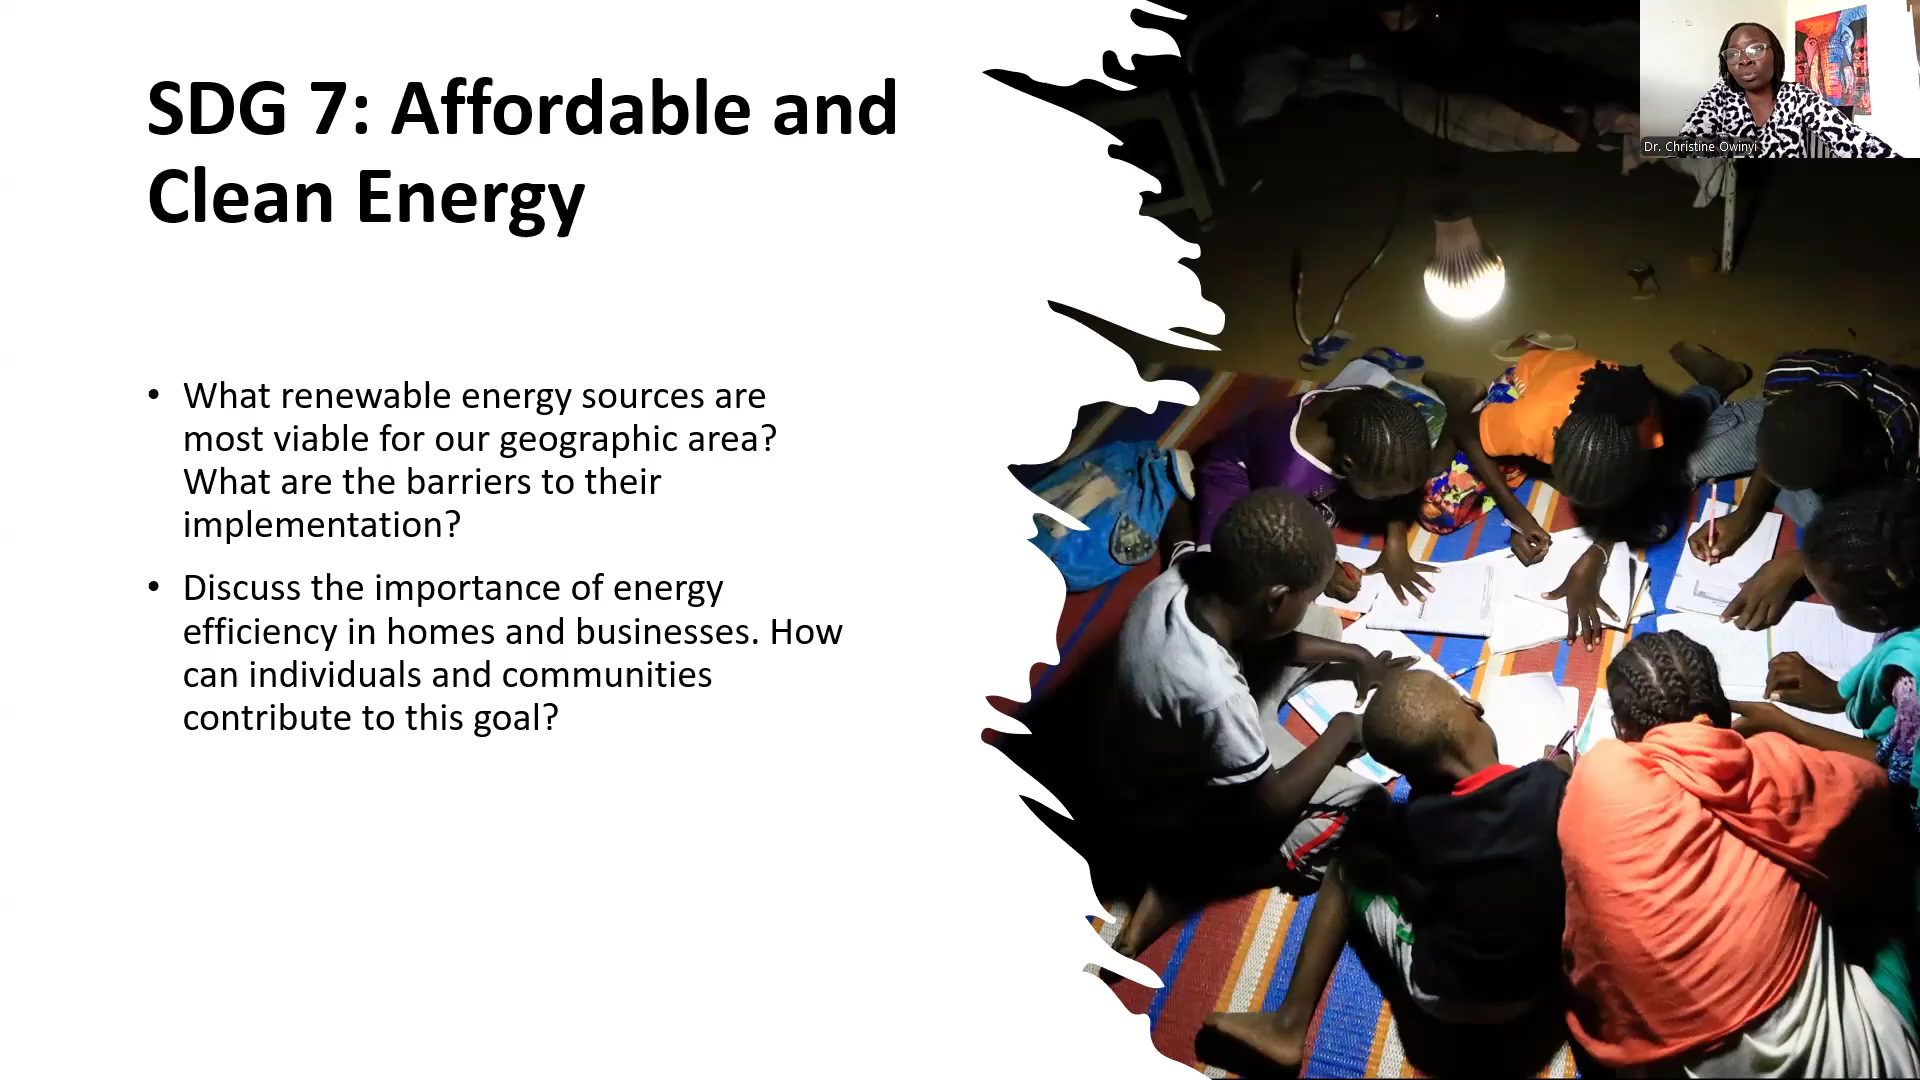 SDG 7: Affordable and
Clean Energy
• What renewable energy sources are
most viable for our geographic area?
What are the barriers to their
implementation?
• Discuss the importance of energy
efficiency in homes and businesses. How
can individuals and communities
contribute to this goal?
Dr. Christine Owinyi